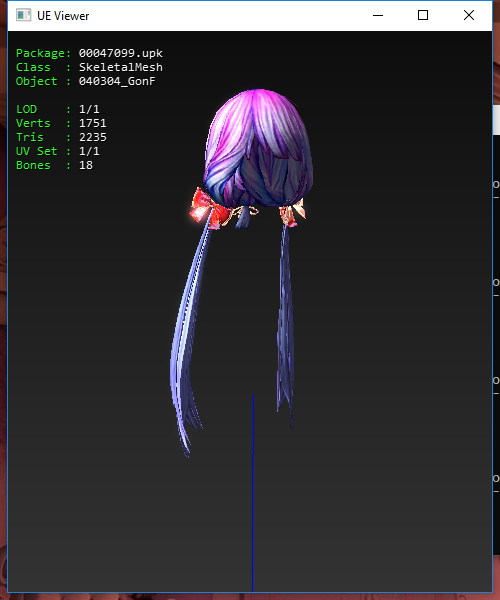 UE Viewer
Package: 00047099.upk
Class : SkeletalMesh
Object : 040304_GonF
LOD : 1/1
Verts : 1751
Tris : 2235
UV Set : 1/1
Bones : 18